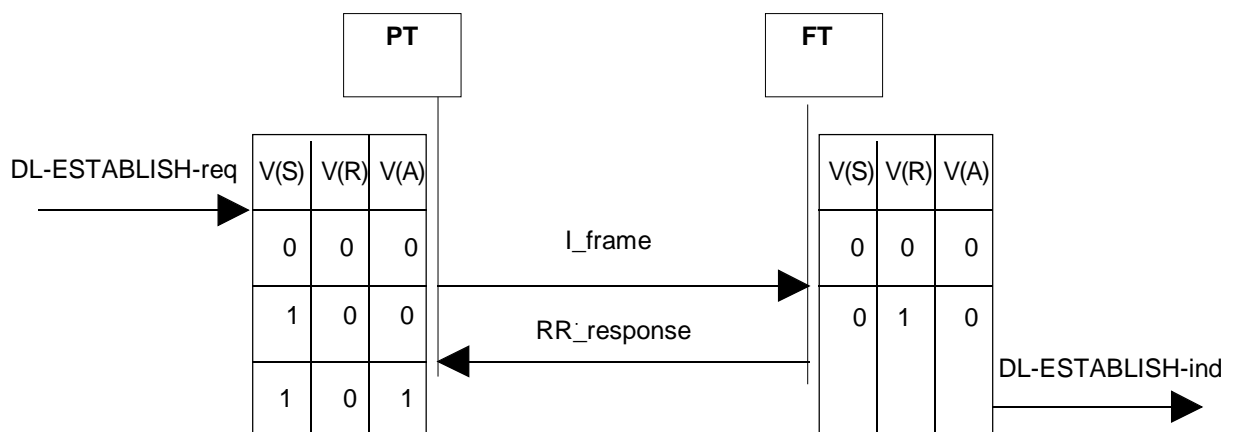 PT
FT
DL-ESTABLISH-req
V(S) V(R) V(A)
V(S) V(R) V(A)
0 0 0
I_frame
0 0 0
1 0 0
RR_response
0 1 0
DL-ESTABLISH-ind
1 0 1